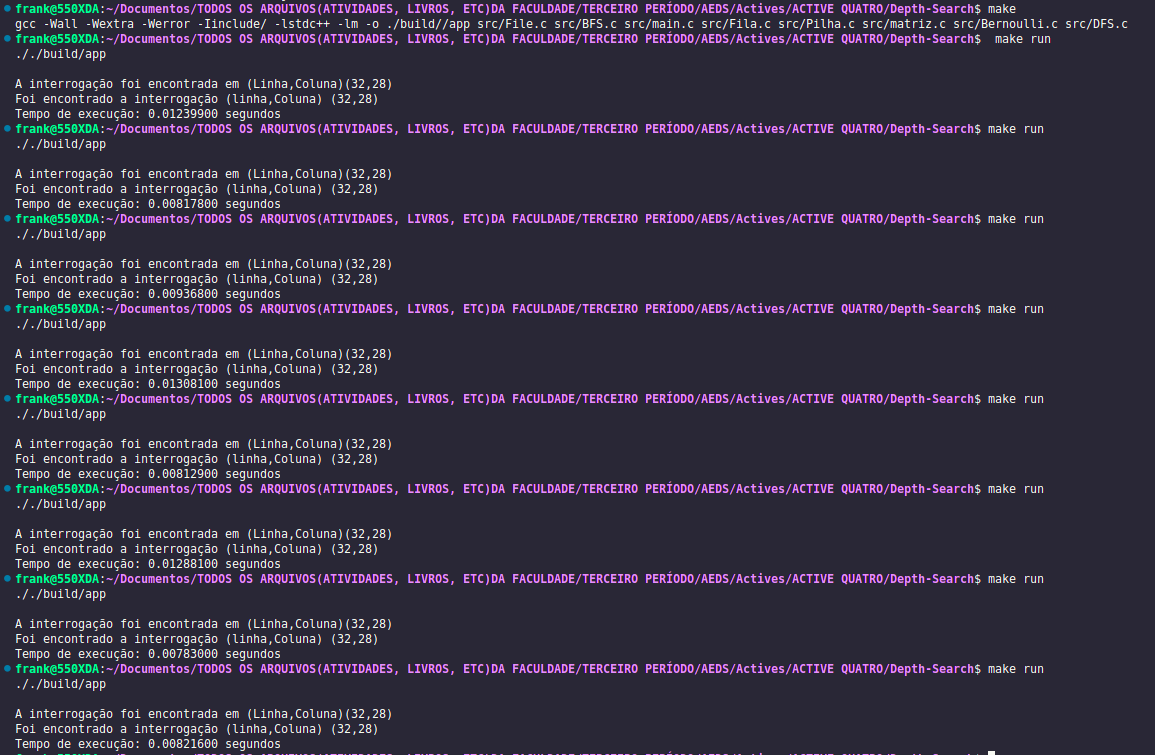 frank@550XDA:~/Documentos/TODOS OS ARQUIVOS(ATIVIDADES, LIVROS, ETC)DA FACULDADE/TERCEIRO PERÍODO/AEDS/Actives/ACTIVE QUATRO/Depth-Search$ make
gcc -Wall -Wextra -Werror -Iinclude/ -lstdc++ -lm -o ./build//app src/File.c src/BFS.c src/main.c src/Fila.c src/Pilha.c src/matriz.c src/Bernoulli.c src/DFS.c
frank@550XDA:~/Documentos/TODOS OS ARQUIVOS(ATIVIDADES, LIVROS, ETC)DA FACULDADE/TERCEIRO PERÍODO/AEDS/Actives/ACTIVE QUATRO/Depth-Search$  make run
././build/app
A interrogação foi encontrada em (Linha,Coluna)(32,28)
Foi encontrado a interrogação (linha,Coluna) (32,28)
Tempo de execução: 0.01239900 segundos
frank@550XDA:~/Documentos/TODOS OS ARQUIVOS(ATIVIDADES, LIVROS, ETC)DA FACULDADE/TERCEIRO PERÍODO/AEDS/Actives/ACTIVE QUATRO/Depth-Search$ make run
././build/app
A interrogação foi encontrada em (Linha,Coluna)(32,28)
Foi encontrado a interrogação (linha,Coluna) (32,28)
Tempo de execução: 0.00817800 segundos
frank@550XDA:~/Documentos/TODOS OS ARQUIVOS(ATIVIDADES, LIVROS, ETC)DA FACULDADE/TERCEIRO PERÍODO/AEDS/Actives/ACTIVE QUATRO/Depth-Search$ make run
././build/app
A interrogação foi encontrada em (Linha,Coluna)(32,28)
Foi encontrado a interrogação (linha,Coluna) (32,28)
Tempo de execução: 0.00936800 segundos
frank@550XDA:~/Documentos/TODOS OS ARQUIVOS(ATIVIDADES, LIVROS, ETC)DA FACULDADE/TERCEIRO PERÍODO/AEDS/Actives/ACTIVE QUATRO/Depth-Search$ make run
././build/app
A interrogação foi encontrada em (Linha,Coluna)(32,28)
Foi encontrado a interrogação (linha,Coluna) (32,28)
Tempo de execução: 0.01308100 segundos
frank@550XDA:~/Documentos/TODOS OS ARQUIVOS(ATIVIDADES, LIVROS, ETC)DA FACULDADE/TERCEIRO PERÍODO/AEDS/Actives/ACTIVE QUATRO/Depth-Search$ make run
././build/app
A interrogação foi encontrada em (Linha,Coluna)(32,28)
Foi encontrado a interrogação (linha,Coluna) (32,28)
Tempo de execução: 0.00812900 segundos
frank@550XDA:~/Documentos/TODOS OS ARQUIVOS(ATIVIDADES, LIVROS, ETC)DA FACULDADE/TERCEIRO PERÍODO/AEDS/Actives/ACTIVE QUATRO/Depth-Search$ make run
././build/app
A interrogação foi encontrada em (Linha,Coluna)(32,28)
Foi encontrado a interrogação (linha,Coluna) (32,28)
Tempo de execução: 0.01288100 segundos
frank@550XDA:~/Documentos/TODOS OS ARQUIVOS(ATIVIDADES, LIVROS, ETC)DA FACULDADE/TERCEIRO PERÍODO/AEDS/Actives/ACTIVE QUATRO/Depth-Search$ make run
././build/app
A interrogação foi encontrada em (Linha,Coluna)(32,28)
Foi encontrado a interrogação (linha,Coluna) (32,28)
Tempo de execução: 0.00783000 segundos
frank@550XDA:~/Documentos/TODOS OS ARQUIVOS(ATIVIDADES, LIVROS, ETC)DA FACULDADE/TERCEIRO PERÍODO/AEDS/Actives/ACTIVE QUATRO/Depth-Search$ make run
././build/app
A interrogação foi encontrada em (Linha,Coluna)(32,28)
Foi encontrado a interrogação (linha,Coluna) (32,28)
Tempo de execução: 0.00821600 segundos